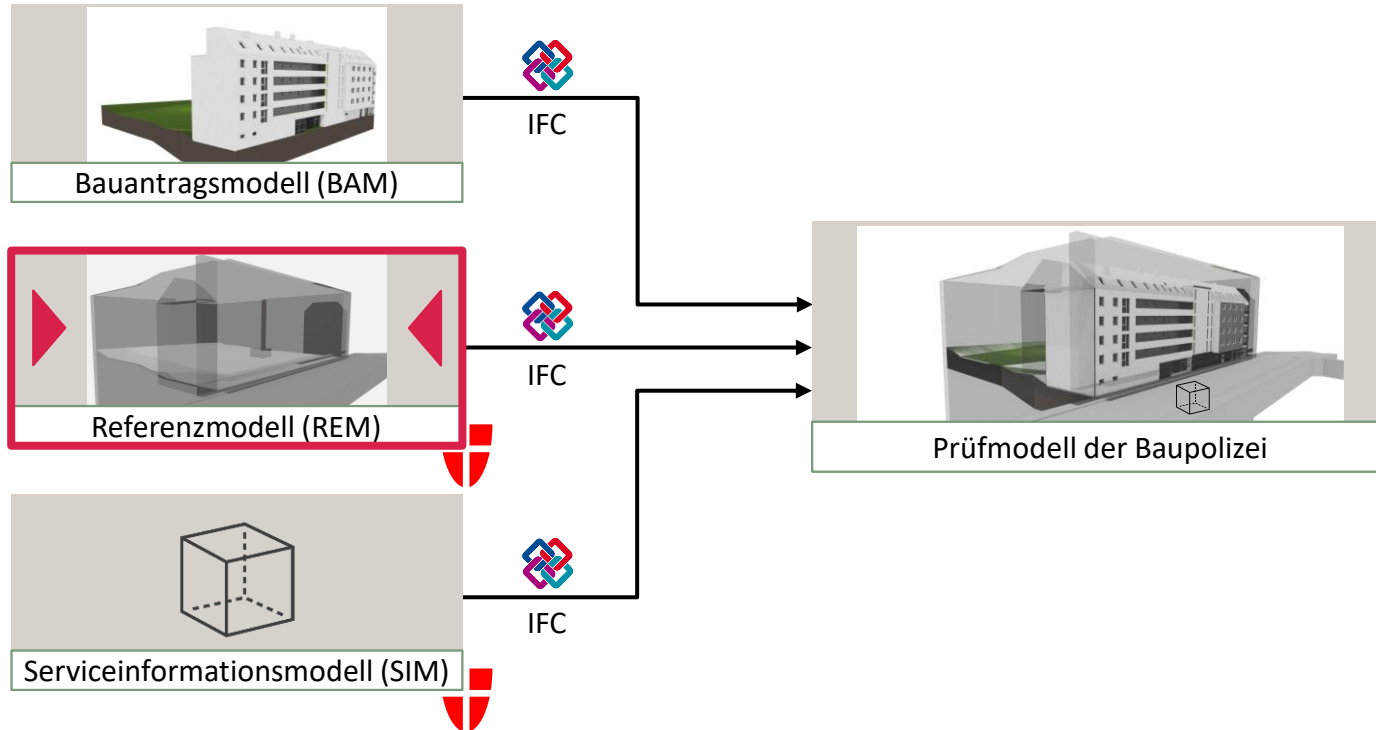 IFC
Bauantragsmodell (BAM)
IFC
Referenzmodell (REM)
Prüfmodell der Baupolizei
IFC
Serviceinformationsmodell (SIM)